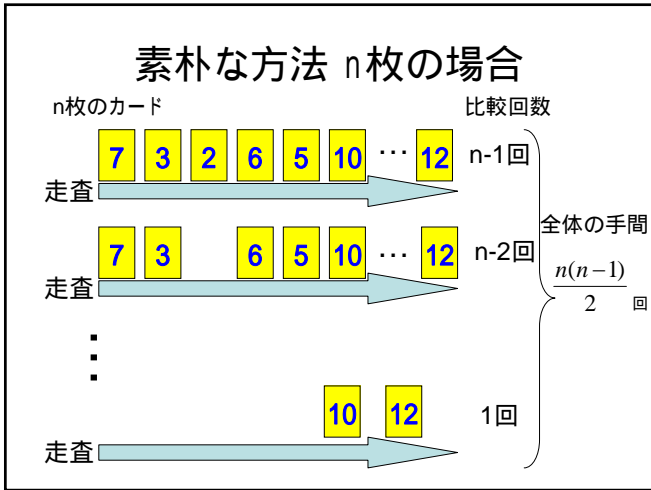 素朴な方法 n枚の場合
n枚のカード 比較回数
7 3 2 6 5 10 … 12 n-1回
走査
全体の手間
7 3 6 5 10 … 12 n-2回
n(n−1)
2 回
走査
⋮
10 12 1回
走査